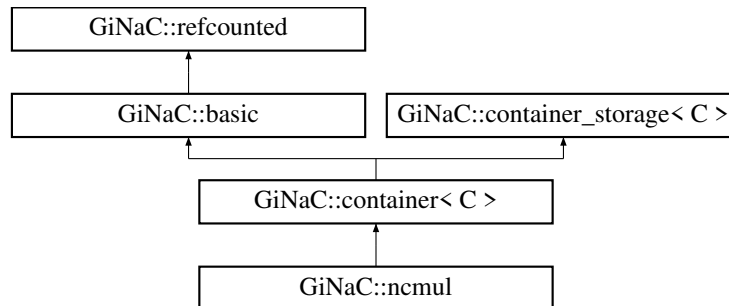 GiNaC::refcounted
GiNaC::basic
GiNaC::container_storage< C >
GiNaC::container< C >
GiNaC::ncmul